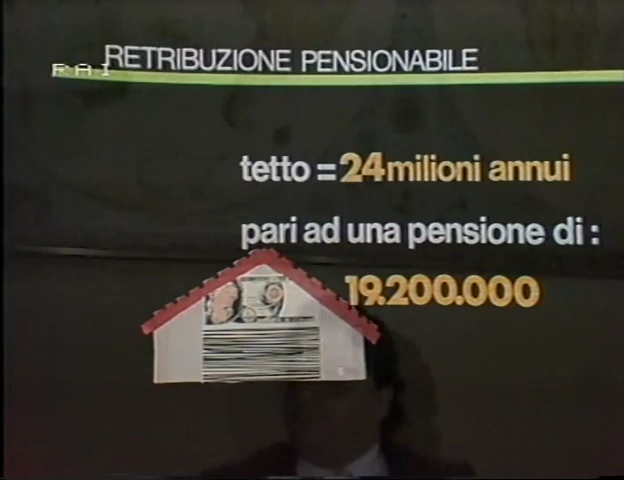 RETRIBUZIONE PENSIONABILE
RAI
tetto = 24 milioni annui
pari ad una pensione di :
19.200.000